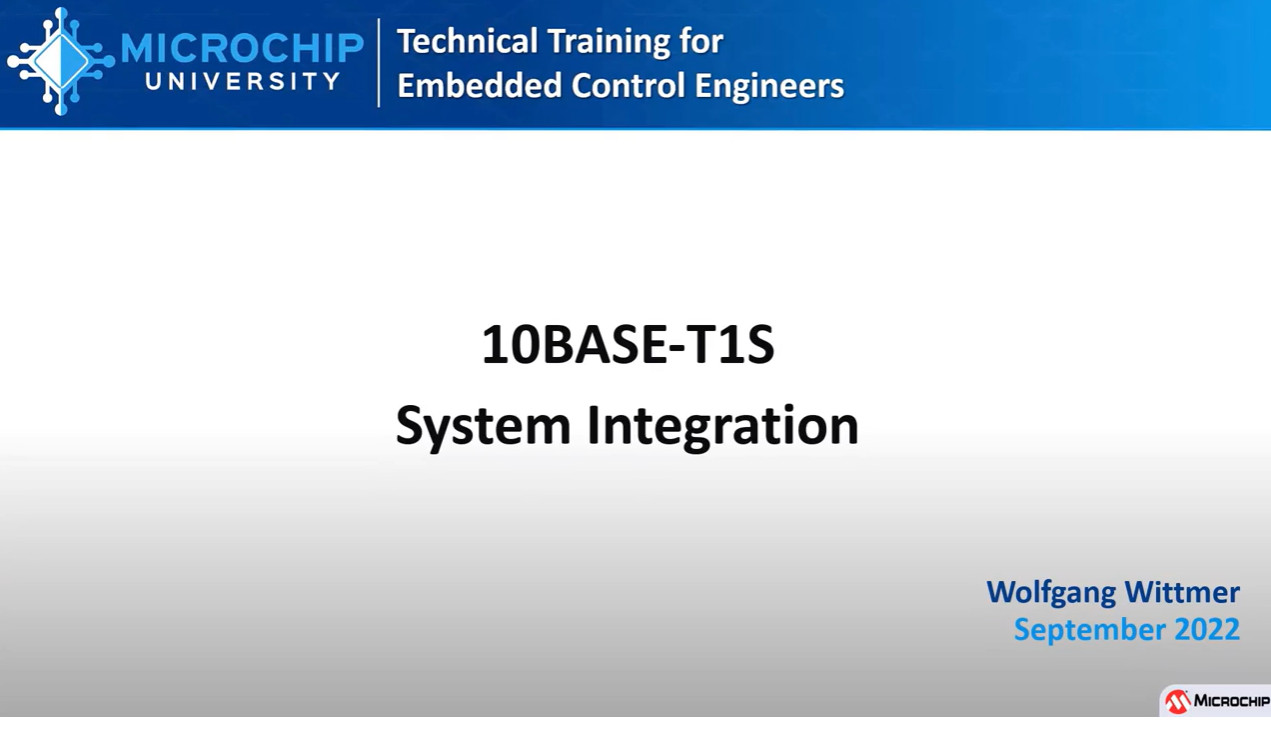 MICROCHIP
UNIVERSITY
Technical Training for
Embedded Control Engineers
10BASE-T1S
System Integration
Wolfgang Wittmer
September 2022
MICROCHIP